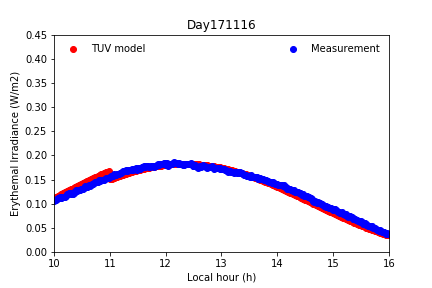 Day171116
TUV model
Measurement
Erythemal Irradiance (W/m2)
0.45
0.40
0.35
0.30
0.25
0.20
0.15
0.10
0.05
0.00
10 11 12 13 14 15 16
Local hour (h)